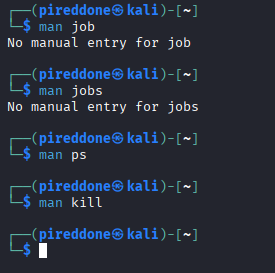 ┌──(pireddone㉿kali)-[~]
└─$ man job
No manual entry for job
┌──(pireddone㉿kali)-[~]
└─$ man jobs
No manual entry for jobs
┌──(pireddone㉿kali)-[~]
└─$ man ps
┌──(pireddone㉿kali)-[~]
└─$ man kill
┌──(pireddone㉿kali)-[~]
└─$